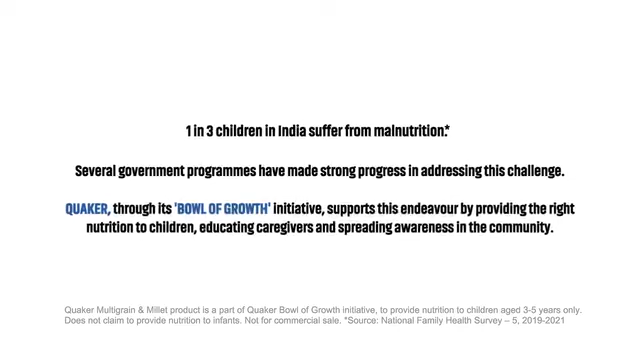 1 in 3 children in India suffer from malnutrition.*
Several government programmes have made strong progress in addressing this challenge.
QUAKER, through its 'BOWL OF GROWTH' initiative, supports this endeavour by providing the right
nutrition to children, educating caregivers and spreading awareness in the community.
Quaker Multigrain & Millet product is a part of Quaker Bowl of Growth initiative, to provide nutrition to children aged 3-5 years only.
Does not claim to provide nutrition to infants. Not for commercial sale. *Source: National Family Health Survey – 5, 2019-2021